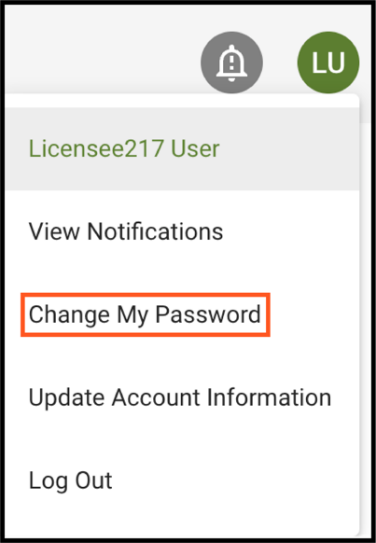 LU
Licensee217 User
View Notifications
Change My Password
Update Account Information
Log Out